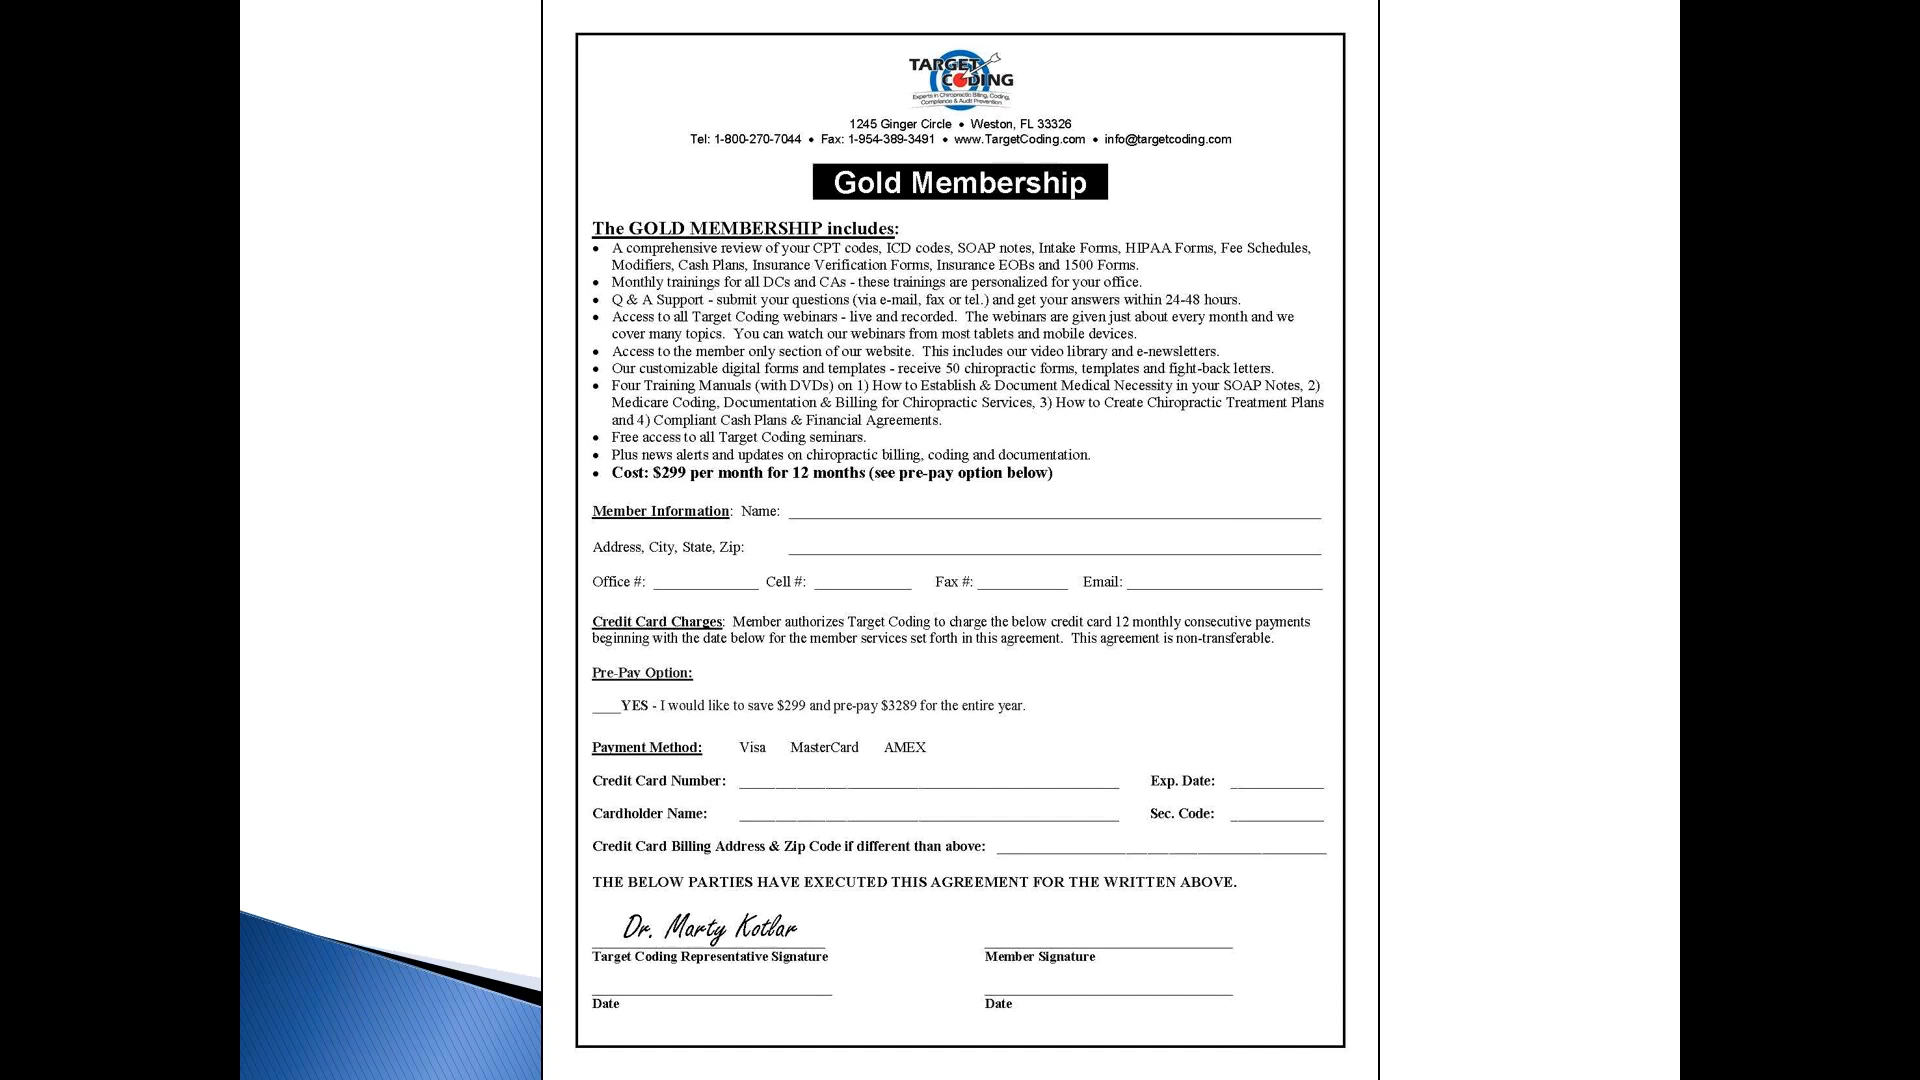 TARGET
CODING
Experts in Chiropractic Billing, Coding,
Compliance & Audit Prevention
1245 Ginger Circle • Weston, FL 33326
Tel: 1-800-270-7044 • Fax: 1-954-389-3491 • www.TargetCoding.com • info@targetcoding.com
Gold Membership
The GOLD MEMBERSHIP includes:
• A comprehensive review of your CPT codes, ICD codes, SOAP notes, Intake Forms, HIPAA Forms, Fee Schedules,
Modifiers, Cash Plans, Insurance Verification Forms, Insurance EOBs and 1500 Forms.
• Monthly trainings for all DCs and CAs - these trainings are personalized for your office.
• Q & A Support - submit your questions (via e-mail, fax or tel.) and get your answers within 24-48 hours.
• Access to all Target Coding webinars - live and recorded. The webinars are given just about every month and we
cover many topics. You can watch our webinars from most tablets and mobile devices.
• Access to the member only section of our website. This includes our video library and e-newsletters.
• Our customizable digital forms and templates - receive 50 chiropractic forms, templates and fight-back letters.
• Four Training Manuals (with DVDs) on 1) How to Establish & Document Medical Necessity in your SOAP Notes, 2)
Medicare Coding, Documentation & Billing for Chiropractic Services, 3) How to Create Chiropractic Treatment Plans
and 4) Compliant Cash Plans & Financial Agreements.
• Free access to all Target Coding seminars.
• Plus news alerts and updates on chiropractic billing, coding and documentation.
• Cost: $299 per month for 12 months (see pre-pay option below)
Member Information: Name: ____
Address, City, State, Zip: ____
Office #: ____ Cell #: ____ Fax #: ____ Email: ____
Credit Card Charges: Member authorizes Target Coding to charge the below credit card 12 monthly consecutive payments
beginning with the date below for the member services set forth in this agreement. This agreement is non-transferable.
Pre-Pay Option:
____YES - I would like to save $299 and pre-pay $3289 for the entire year.
Payment Method: Visa MasterCard AMEX
Credit Card Number: ____ Exp. Date: ____
Cardholder Name: ____ Sec. Code: ____
Credit Card Billing Address & Zip Code if different than above: ____
THE BELOW PARTIES HAVE EXECUTED THIS AGREEMENT FOR THE WRITTEN ABOVE.
Dr. Marty Kotlar
Target Coding Representative Signature Member Signature
Date Date